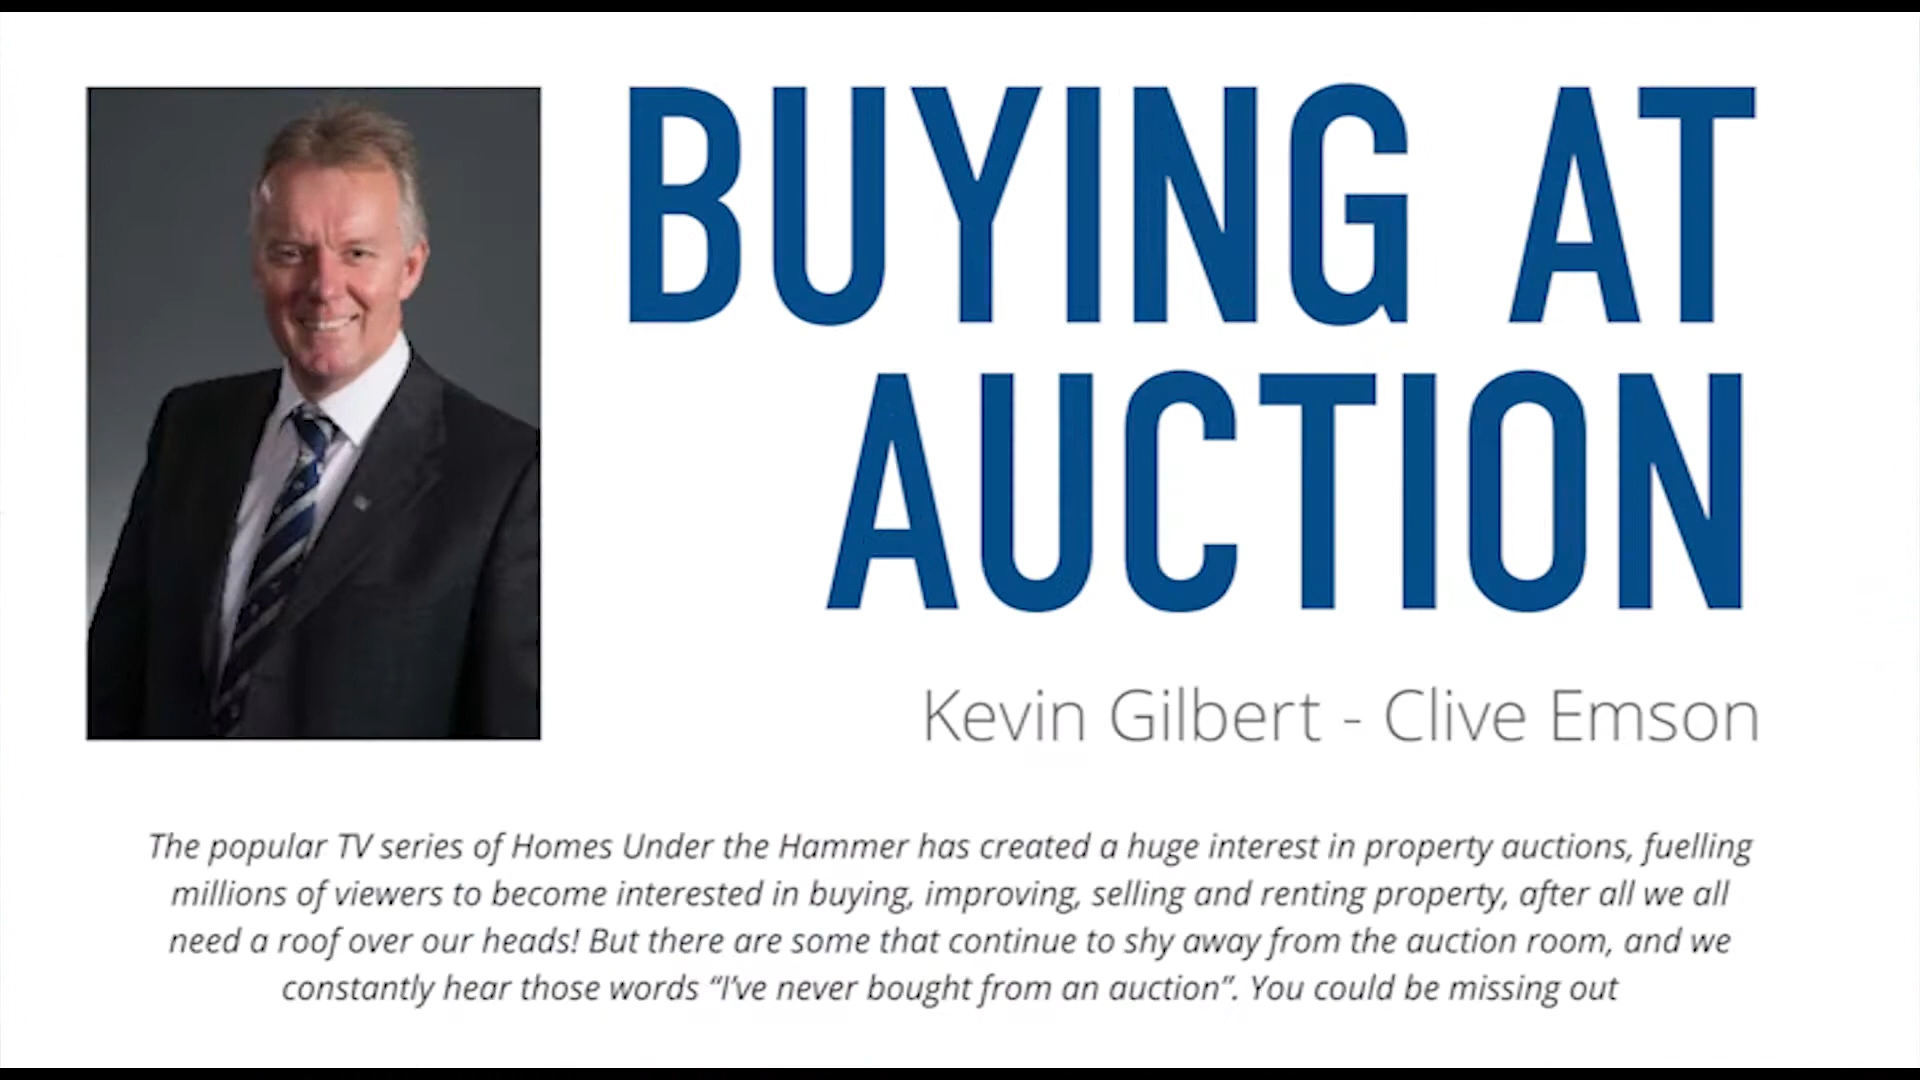 BUYING AT
AUCTION
Kevin Gilbert - Clive Emson
The popular TV series of Homes Under the Hammer has created a huge interest in property auctions, fuelling
millions of viewers to become interested in buying, improving, selling and renting property, after all we all
need a roof over our heads! But there are some that continue to shy away from the auction room, and we
constantly hear those words “I’ve never bought from an auction”. You could be missing out